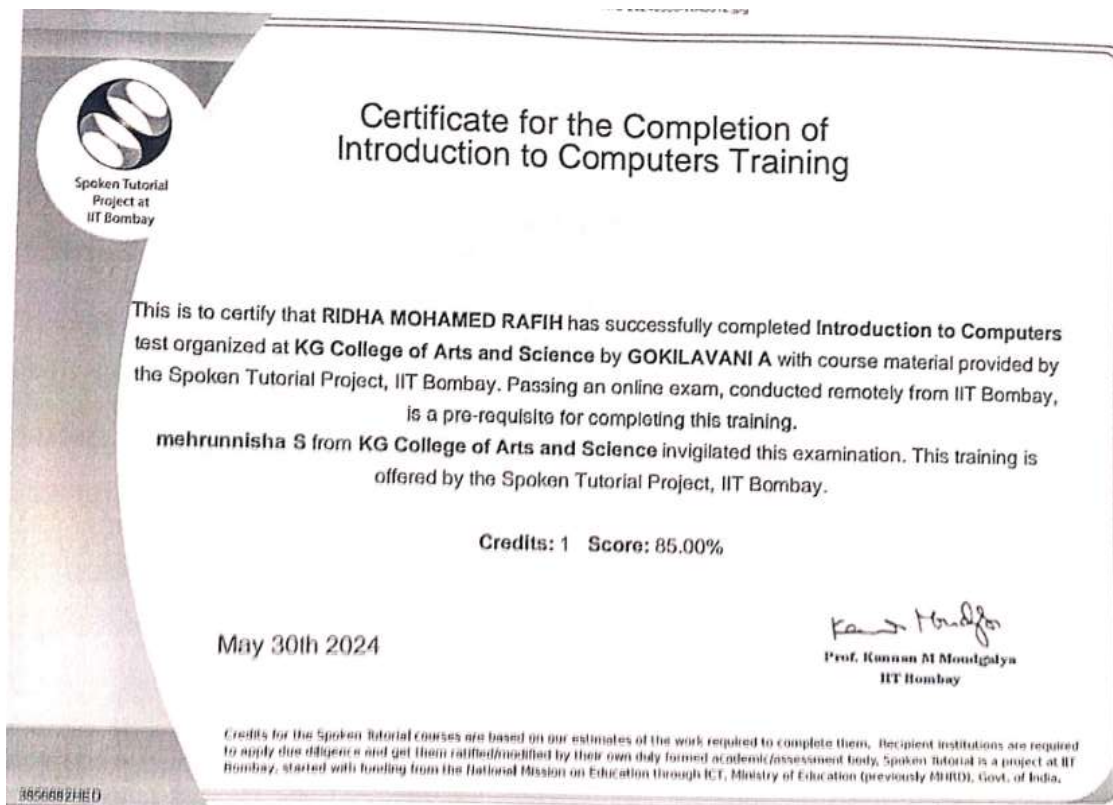 Spoken Tutorial
Project at
IIT Bombay
Certificate for the Completion of
Introduction to Computers Training
This is to certify that RIDHA MOHAMED RAFIH has successfully completed Introduction to Computers
test organized at KG College of Arts and Science by GOKILAVANI A with course material provided by
the Spoken Tutorial Project, IIT Bombay. Passing an online exam, conducted remotely from IIT Bombay,
is a pre-requisite for completing this training.
mehrunnisha S from KG College of Arts and Science invigilated this examination. This training is
offered by the Spoken Tutorial Project, IIT Bombay.
Credits: 1 Score: 85.00%
May 30th 2024
Prof. Kannan M Moudgalya
IIT Bombay
Credits for the Spoken Tutorial courses are based on our estimates of the work required to complete them, Recipient institutions are required
to apply due diligence and get them ratified/modified by their own duly formed academic/assessment body, Spoken Tutorial is a project at IIT
Bombay, started with funding from the National Mission on Education through ICT, Ministry of Education (previously MHRD), Govt. of India.
3856882HED